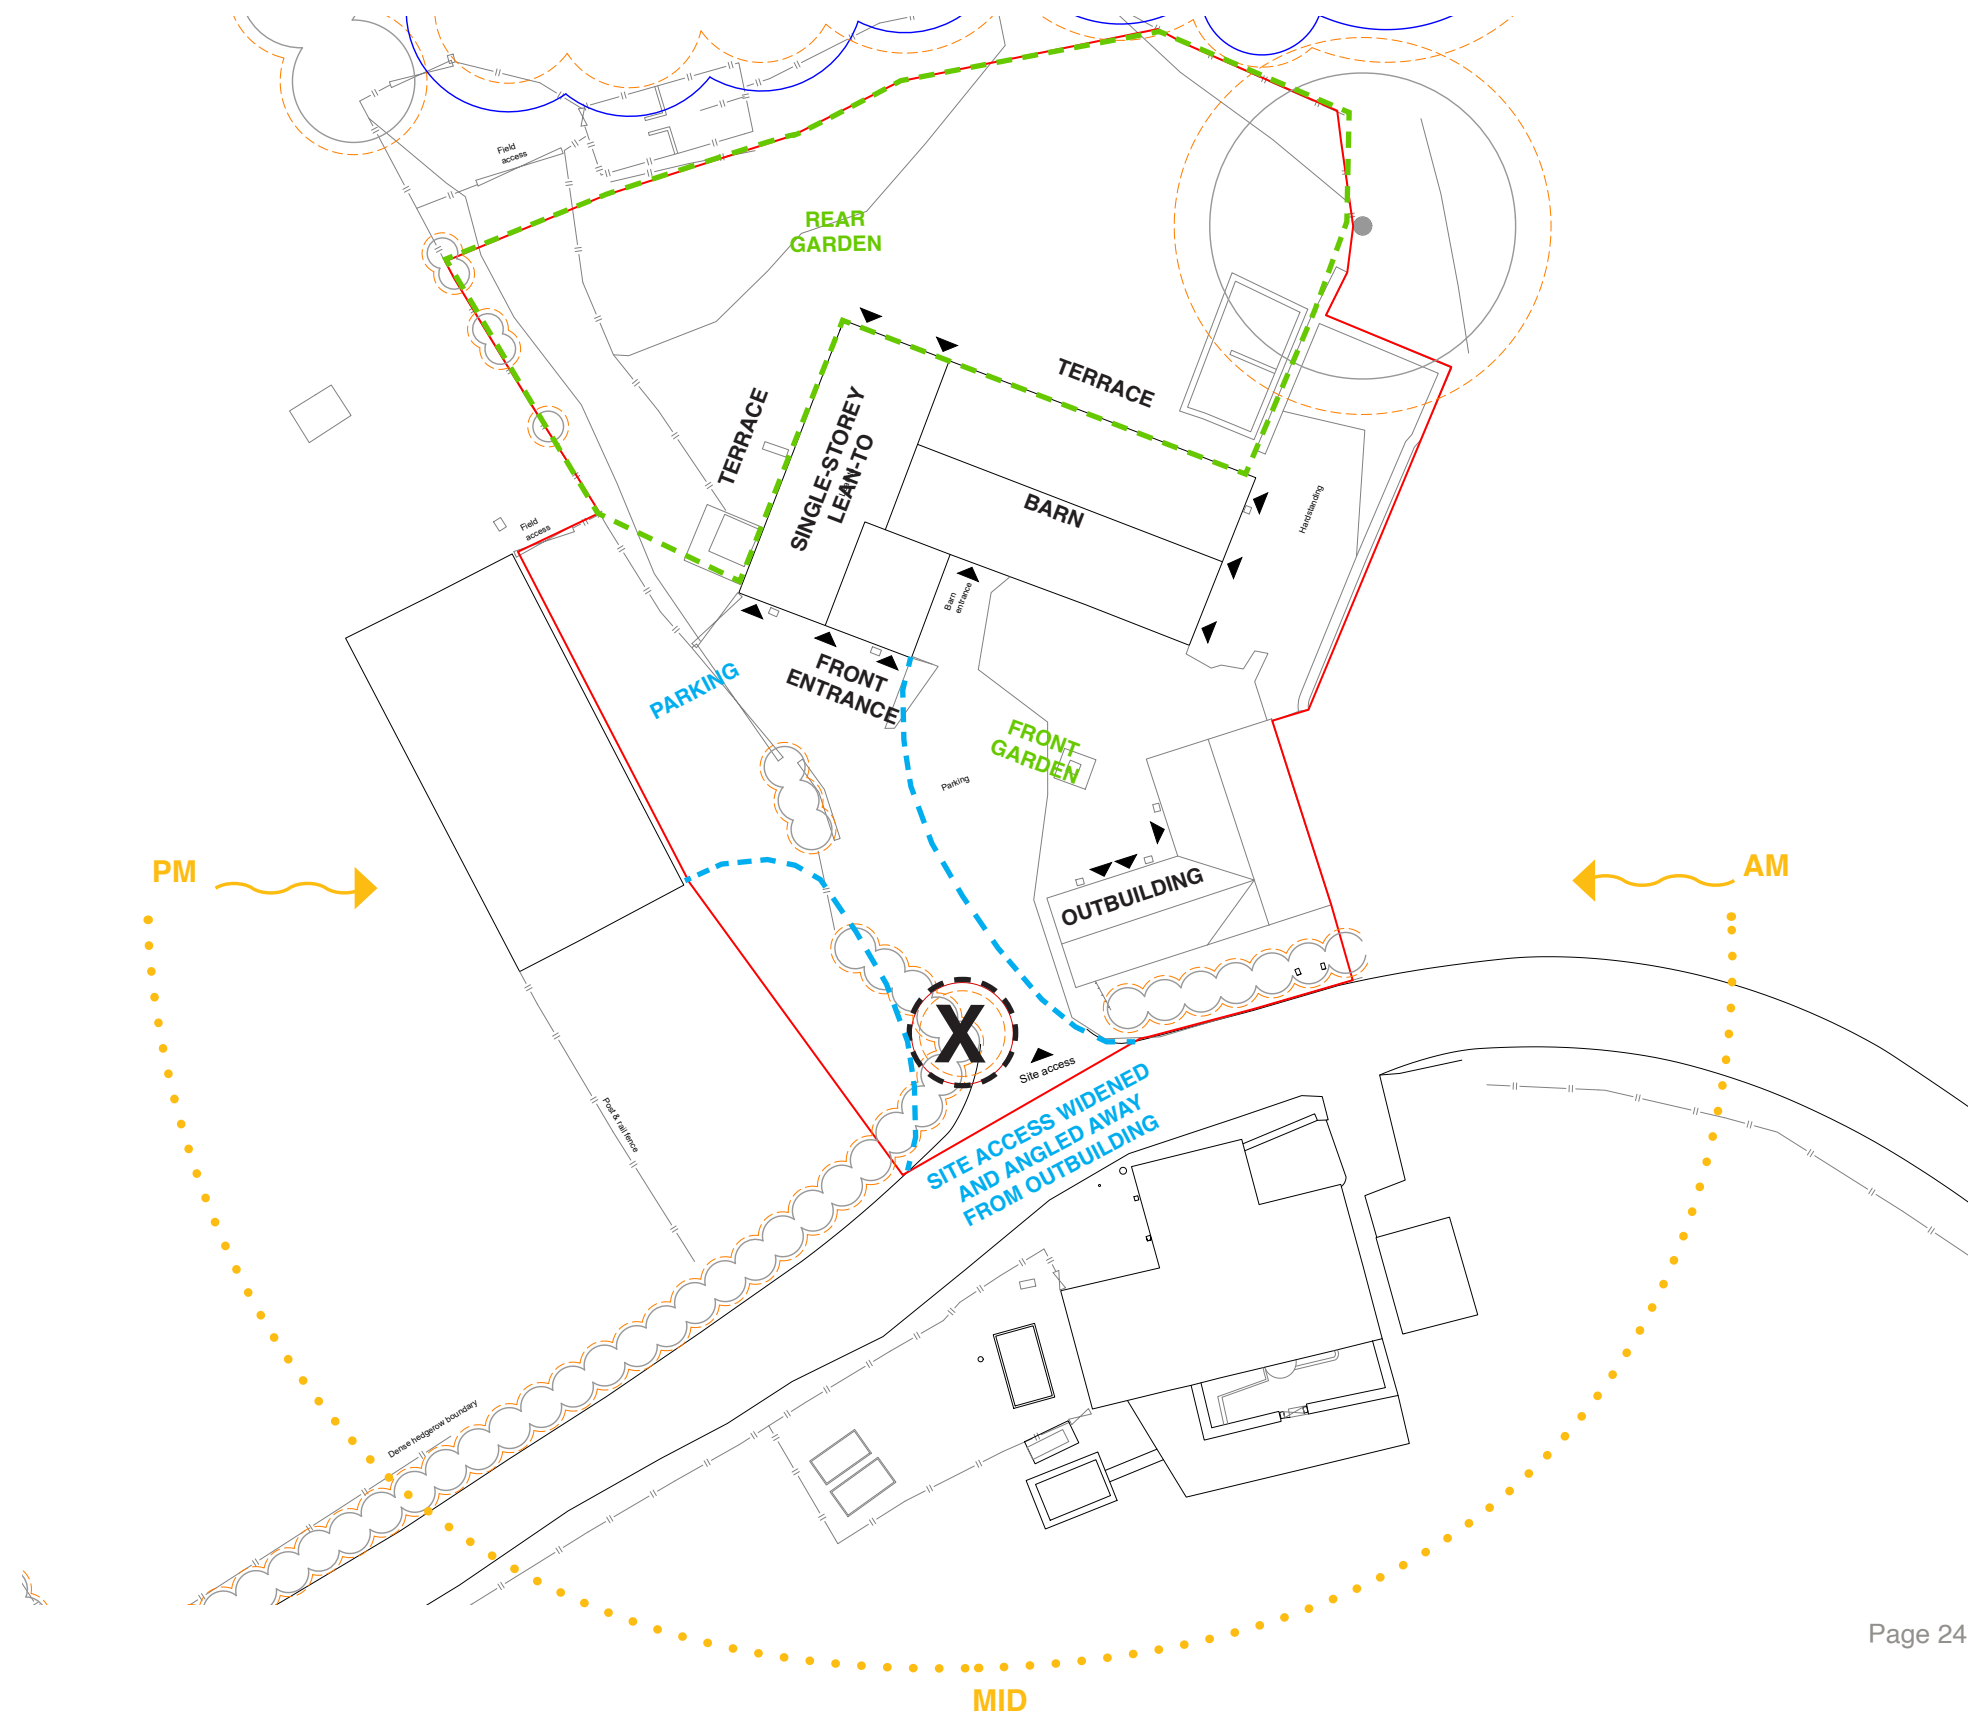 Field
access
REAR
GARDEN
TERRACE
TERRACE
SINGLE-STOREY
LEAN-TO
BARN
Hardstanding
Field
access
Barn
entrance
PARKING
FRONT
ENTRANCE
FRONT
GARDEN
Parking
PM
AM
OUTBUILDING
X
Site access
SITE ACCESS WIDENED
AND ANGLED AWAY
FROM OUTBUILDING
Post & rail fence
Dense hedgerow boundary
Page 24
MID